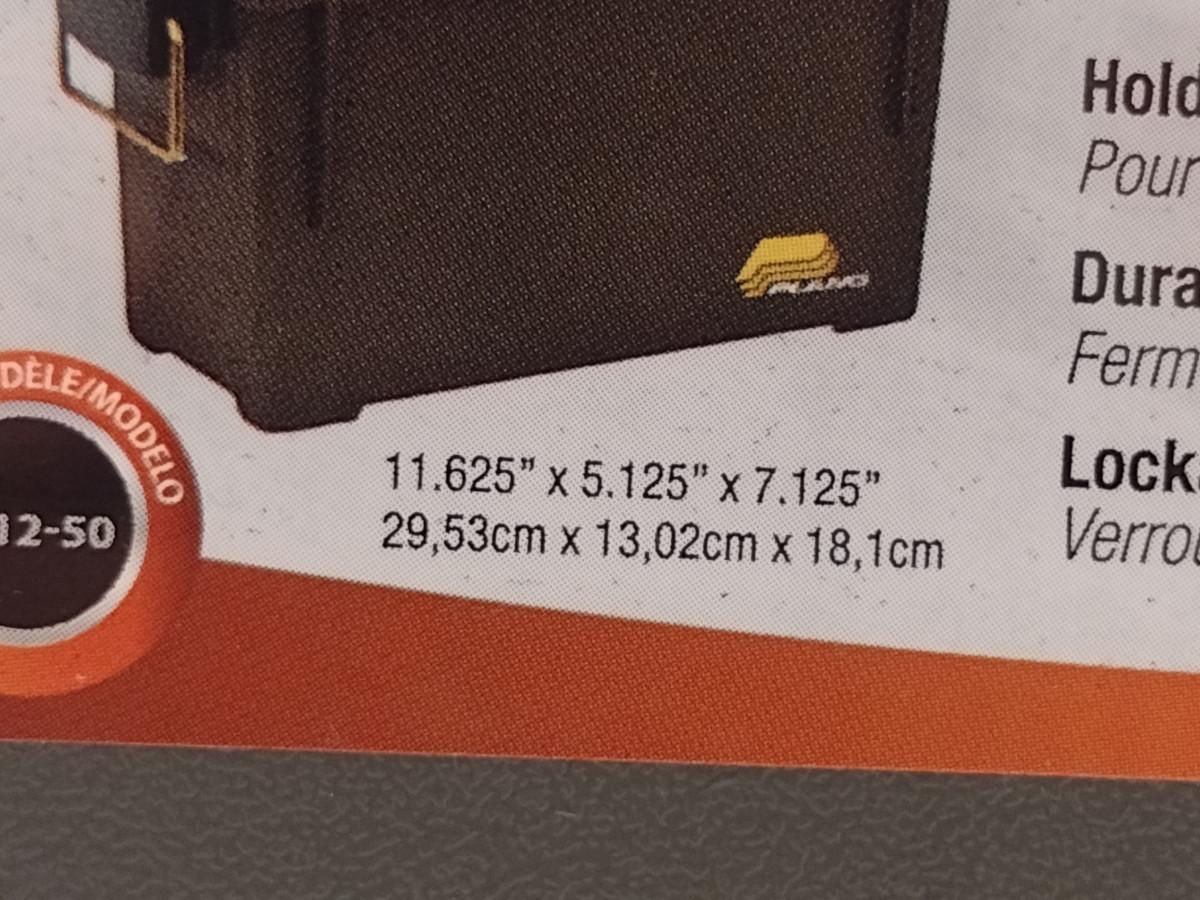 Hold
Pour
PLANO
Dura
Ferm
DÈLE/MODELO
12-50
11.625” x 5.125” x 7.125”
29,53cm x 13,02cm x 18,1cm
Lock
Verrou